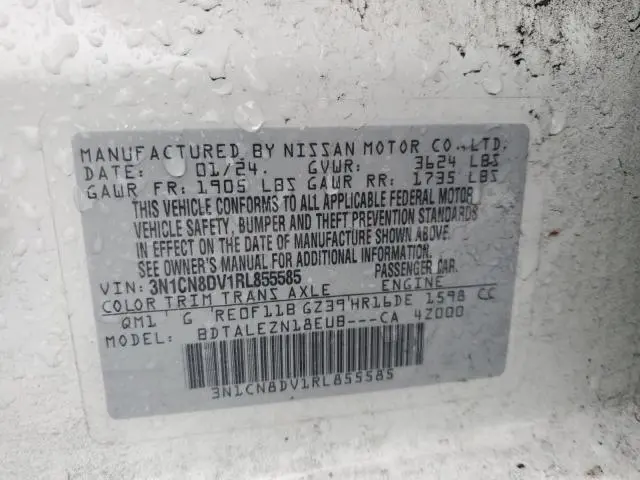 MANUFACTURED BY NISSAN MOTOR CO.,LTD.
DATE: 01/24. GVWR: 3624 LBS
GAWR FR: 1905 LBS GAWR RR: 1735 LBS
THIS VEHICLE CONFORMS TO ALL APPLICABLE FEDERAL MOTOR
VEHICLE SAFETY, BUMPER AND THEFT PREVENTION STANDARDS
IN EFFECT ON THE DATE OF MANUFACTURE SHOWN ABOVE.
SEE OWNER'S MANUAL FOR ADDITIONAL INFORMATION
VIN: 3N1CN8DV1RL855585 PASSENGER CAR.
COLOR TRIM TRANS AXLE ENGINE
QM1 G RE0F11B GZ39 HR16DE 1598 CC
MODEL: BDTALEZN18EUB---CA 4Z000
3N1CN8DV1RL855585